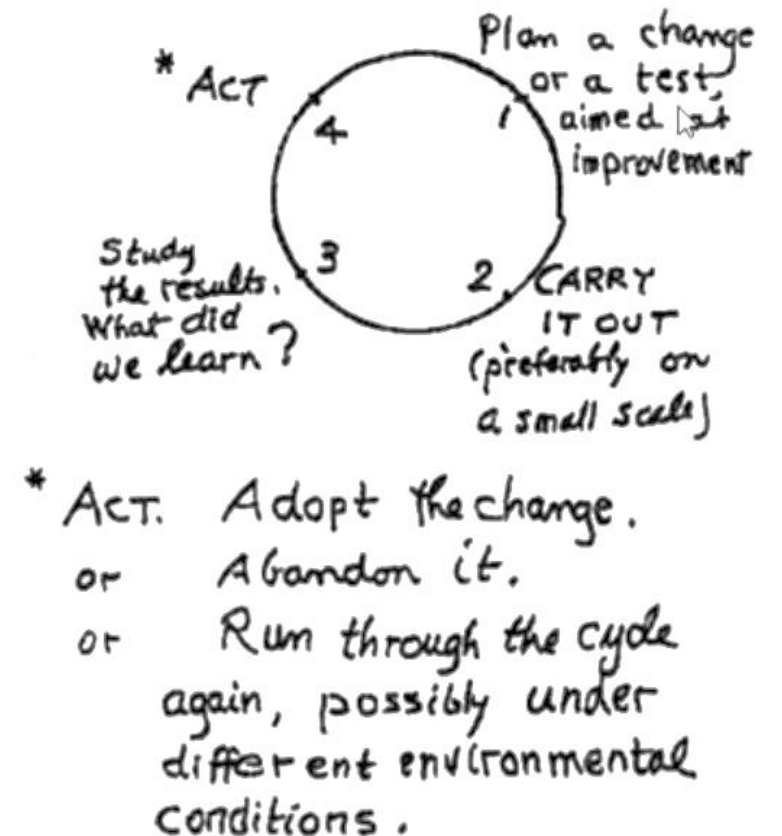 Plan a change
or a test,
aimed at
improvement
1
2
CARRY
IT OUT
(preferably on
a small scale)
3
Study
the results.
What did
we learn?
4
* ACT
* ACT. Adopt the change.
or Abandon it.
or Run through the cycle
again, possibly under
different environmental
conditions.